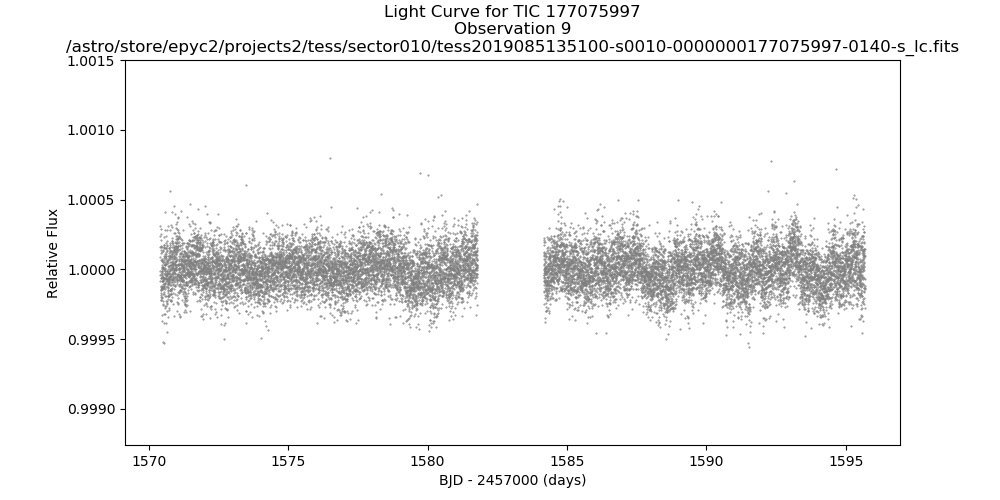 Light Curve for TIC 177075997
Observation 9
/astro/store/epyc2/projects2/tess/sector010/tess2019085135100-s0010-0000000177075997-0140-s_lc.fits
1.0015
1.0010
1.0005
1.0000
0.9995
0.9990
Relative Flux
1570
1575
1580
1585
1590
1595
BJD - 2457000 (days)